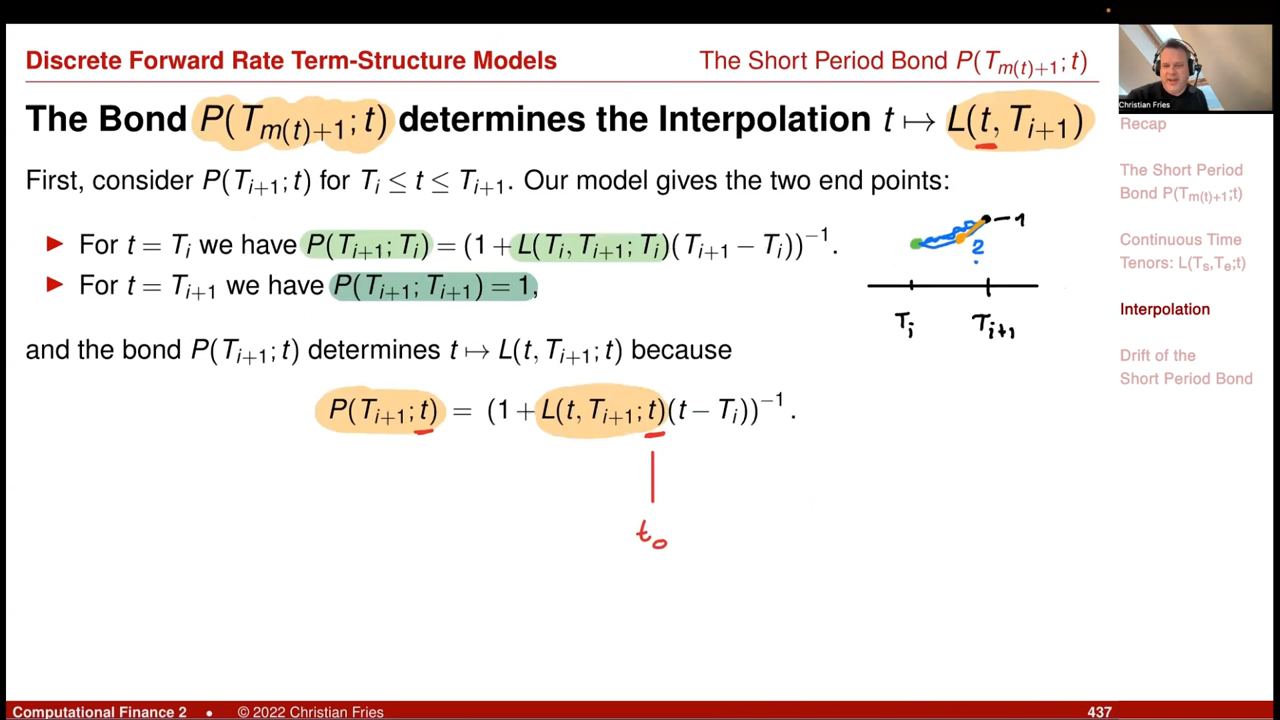 Discrete Forward Rate Term-Structure Models
The Short Period Bond P(T_{m(t)+1}; t)
Christian Fries
The Bond P(T_{m(t)+1}; t) determines the Interpolation t ↦ L(t, T_{i+1})
Recap
The Short Period
Bond P(T_{m(t)+1};t)
Continuous Time
Tenors: L(T_s,T_e;t)
Interpolation
Drift of the
Short Period Bond
First, consider P(T_{i+1}; t) for T_i ≤ t ≤ T_{i+1}. Our model gives the two end points:
► For t = T_i we have P(T_{i+1}; T_i) = (1 + L(T_i, T_{i+1}; T_i)(T_{i+1} − T_i))^{−1}.
► For t = T_{i+1} we have P(T_{i+1}; T_{i+1}) = 1,
– 1
?
T_i T_{i+1}
and the bond P(T_{i+1}; t) determines t ↦ L(t, T_{i+1}; t) because
P(T_{i+1}; t) = (1 + L(t, T_{i+1}; t)(t − T_i))^{−1}.
t_0
Computational Finance 2 • © 2022 Christian Fries 437